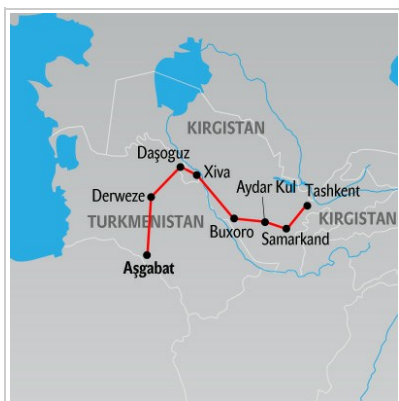 KIRGISTAN
Daşoguz
Xiva
Aydar Kul
Derweze
Tashkent
TURKMENISTAN
KIRGISTAN
Buxoro
Samarkand
Aşgabat